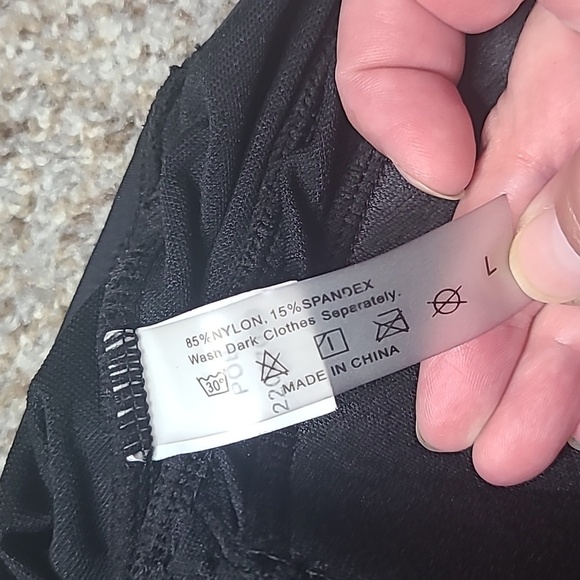 85%NYLON, 15%SPANDEX
Wash Dark Clothes Seperately.
30°
MADE IN CHINA
L